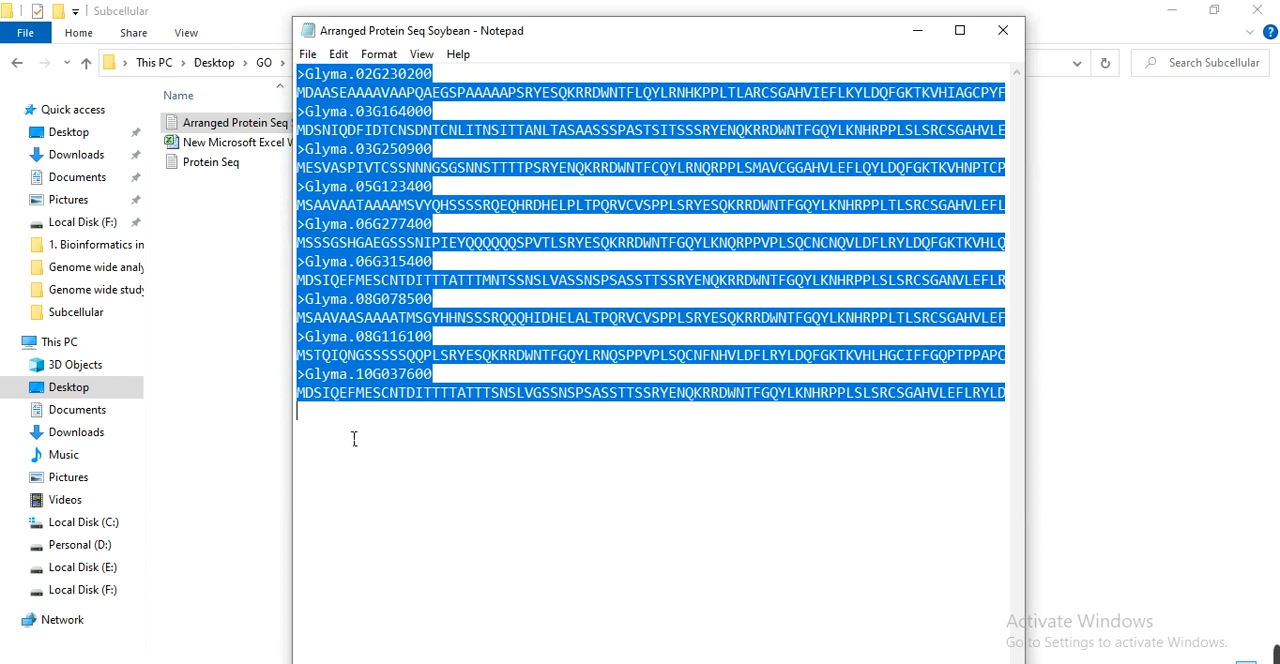 Subcellular
File Home Share View
This PC > Desktop > GO >
Search Subcellular
Quick access
Desktop
Downloads
Documents
Pictures
Local Disk (F:)
1. Bioinformatics in
Genome wide analy
Genome wide study
Subcellular
This PC
3D Objects
Desktop
Documents
Downloads
Music
Pictures
Videos
Local Disk (C:)
Personal (D:)
Local Disk (E:)
Local Disk (F:)
Network
Name
Arranged Protein Seq
New Microsoft Excel
Protein Seq
Arranged Protein Seq Soybean - Notepad
File Edit Format View Help
>Glyma.02G230200
MDAASEAAAAVAAPQAEGSPAAAAAPSRYESQKRRDWNTFLQYLRNHKPPLTLARCSGAHVIEFLKYLDQFGKTKVHIAGCPYF
>Glyma.03G164000
MDSNIQDFIDTCNSDNTCNLITNSITTANLTASAASSSPASTSITSSSRYENQKRRDWNTFGQYLKNHRPPLSLSRCSGAHVLE
>Glyma.03G250900
MESVASPIVTCSSNNNGSGSNNSTTTTPSRYENQKRRDWNTFCQYLRNQRPPLSMAVCGGAHVLEFLQYLDQFGKTKVHNPTCP
>Glyma.05G123400
MSAAVAATAAAAMSVYQHSSSSRQEQHRDHELPLTPQRVCVSPPLSRYESQKRRDWNTFGQYLKNHRPPLTLSRCSGAHVLEFL
>Glyma.06G277400
MSSSGSHGAEGSSSNIPIEYQQQQQQSPVTLSRYESQKRRDWNTFGQYLKNQRPPVPLSQCNCNQVLDFLRYLDQFGKTKVHLQ
>Glyma.06G315400
MDSIQEFMESCNTDITTTATTTMNTSSNSLVASSNSPSASSTTSSRYENQKRRDWNTFGQYLKNHRPPLSLSRCSGANVLEFLR
>Glyma.08G078500
MSAAVAASAAAATMSGYHHNSSSRQQQHIDHELALTPQRVCVSPPLSRYESQKRRDWNTFGQYLKNHRPPLTLSRCSGAHVLEF
>Glyma.08G116100
MSTQIQNGSSSSSQQPLSRYESQKRRDWNTFGQYLRNQSPPVPLSQCNFNHVLDFLRYLDQFGKTKVHLHGCIFFGQPTPPAPC
>Glyma.10G037600
MDSIQEFMESCNTDITTTTATTTSNSLVGSSNSPSASSTTSSRYENQKRRDWNTFGQYLKNHRPPLSLSRCSGAHVLEFLRYLD
Activate Windows
Go to Settings to activate Windows.